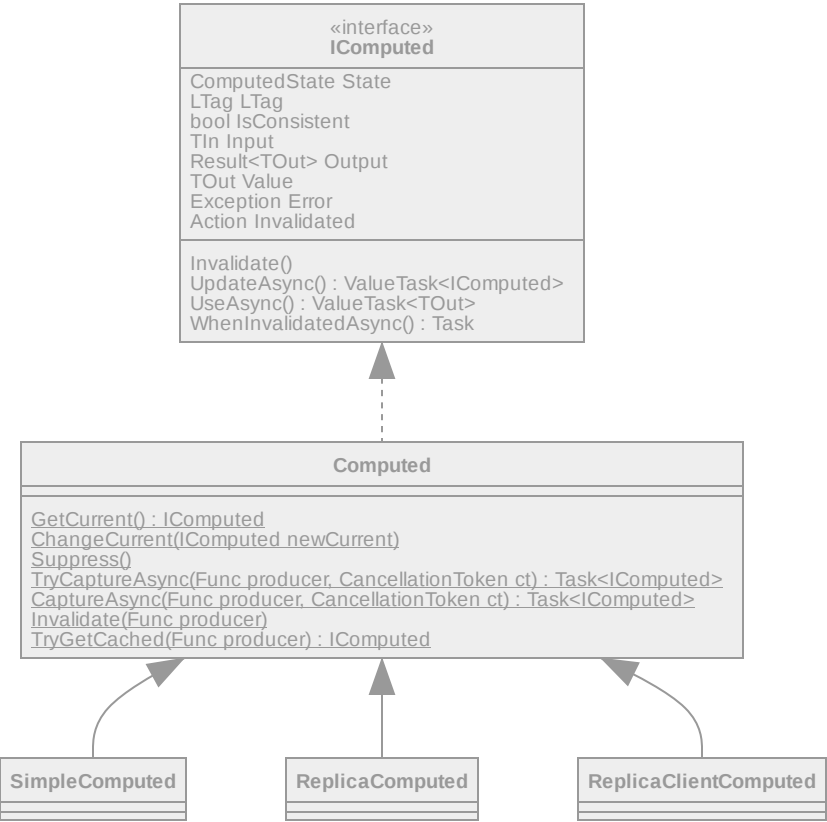 «interface»
IComputed
ComputedState State
LTag LTag
bool IsConsistent
TIn Input
Result<TOut> Output
TOut Value
Exception Error
Action Invalidated
Invalidate()
UpdateAsync() : ValueTask<IComputed>
UseAsync() : ValueTask<TOut>
WhenInvalidatedAsync() : Task
Computed
GetCurrent() : IComputed
ChangeCurrent(IComputed newCurrent)
Suppress()
TryCaptureAsync(Func producer, CancellationToken ct) : Task<IComputed>
CaptureAsync(Func producer, CancellationToken ct) : Task<IComputed>
Invalidate(Func producer)
TryGetCached(Func producer) : IComputed
SimpleComputed
ReplicaComputed
ReplicaClientComputed